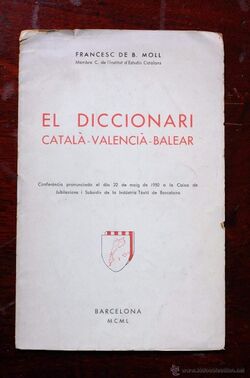 FRANCESC DE B. MOLL
Membre C. de l'Institut d'Estudis Catalans
EL DICCIONARI
CATALÀ-VALENCIÀ-BALEAR
Conferència pronunciada el dia 22 de maig de 1950 a la Caixa de
Jubilacions i Subsidis de la Indústria Tèxtil de Barcelona
BARCELONA
MCML